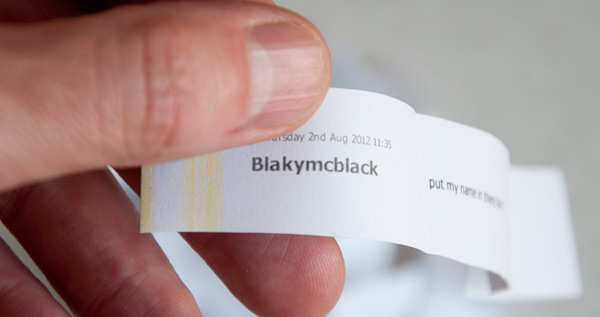 2nd Aug 2012 11:35
Blakymcblack
put my name in